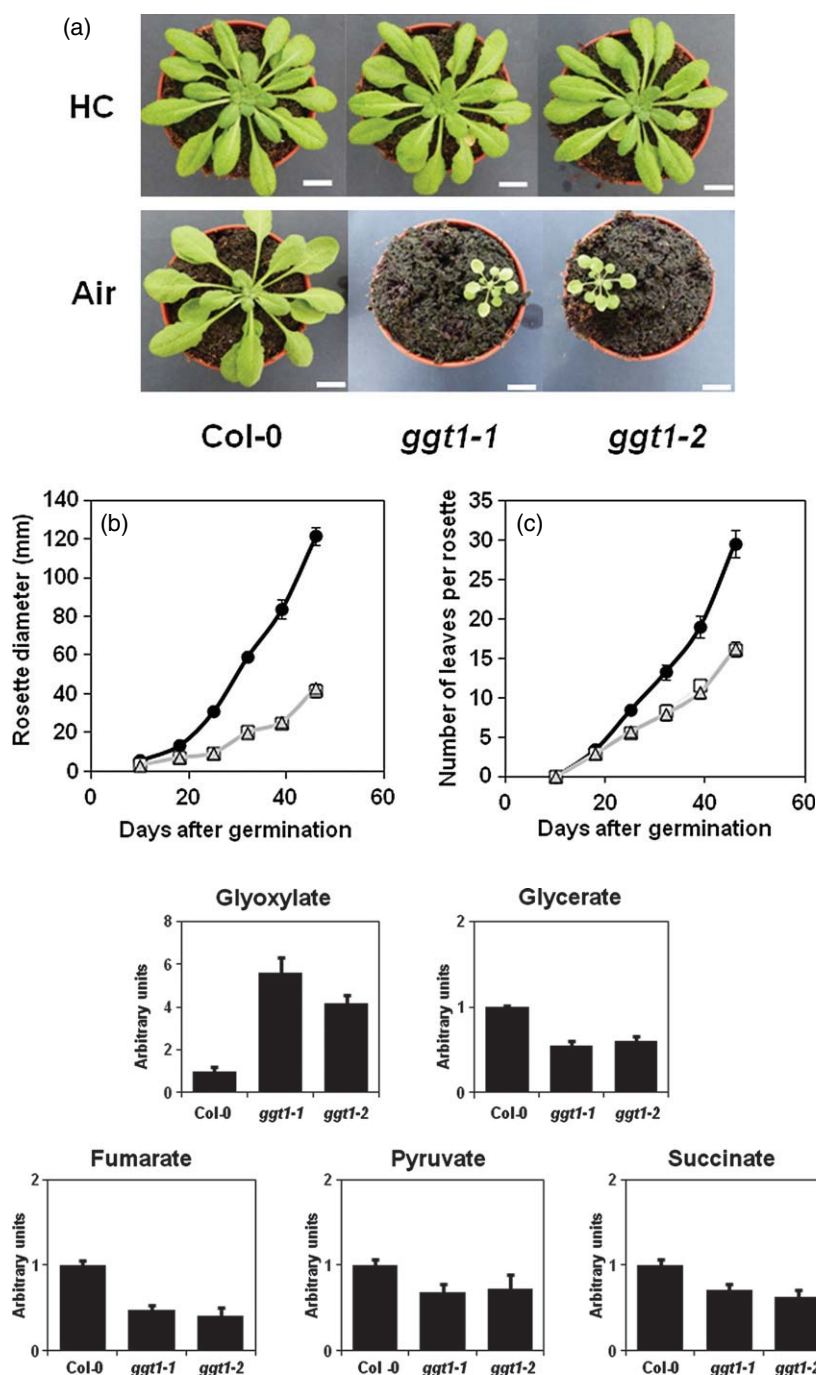 (a)
HC
Air
Col-0 ggt1-1 ggt1-2
(b)
Rosette diameter (mm)
140
120
100
80
60
40
20
0
0 20 40 60
Days after germination
(c)
Number of leaves per rosette
35
30
25
20
15
10
5
0
0 20 40 60
Days after germination
Glyoxylate
Arbitrary units
8
6
4
2
0
Col-0 ggt1-1 ggt1-2
Glycerate
Arbitrary units
2
1
0
Col-0 ggt1-1 ggt1-2
Fumarate
Arbitrary units
2
1
0
Col-0 ggt1-1 ggt1-2
Pyruvate
Arbitrary units
2
1
0
Col -0 ggt1-1 ggt1-2
Succinate
Arbitrary units
2
1
0
Col-0 ggt1-1 ggt1-2